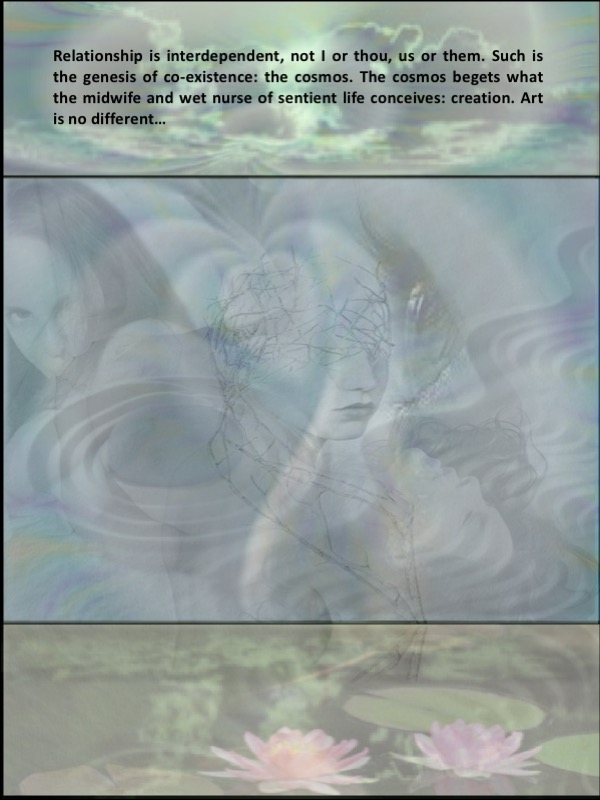 Relationship is interdependent, not I or thou, us or them. Such is
the genesis of co-existence: the cosmos. The cosmos begets what
the midwife and wet nurse of sentient life conceives: creation. Art
is no different…